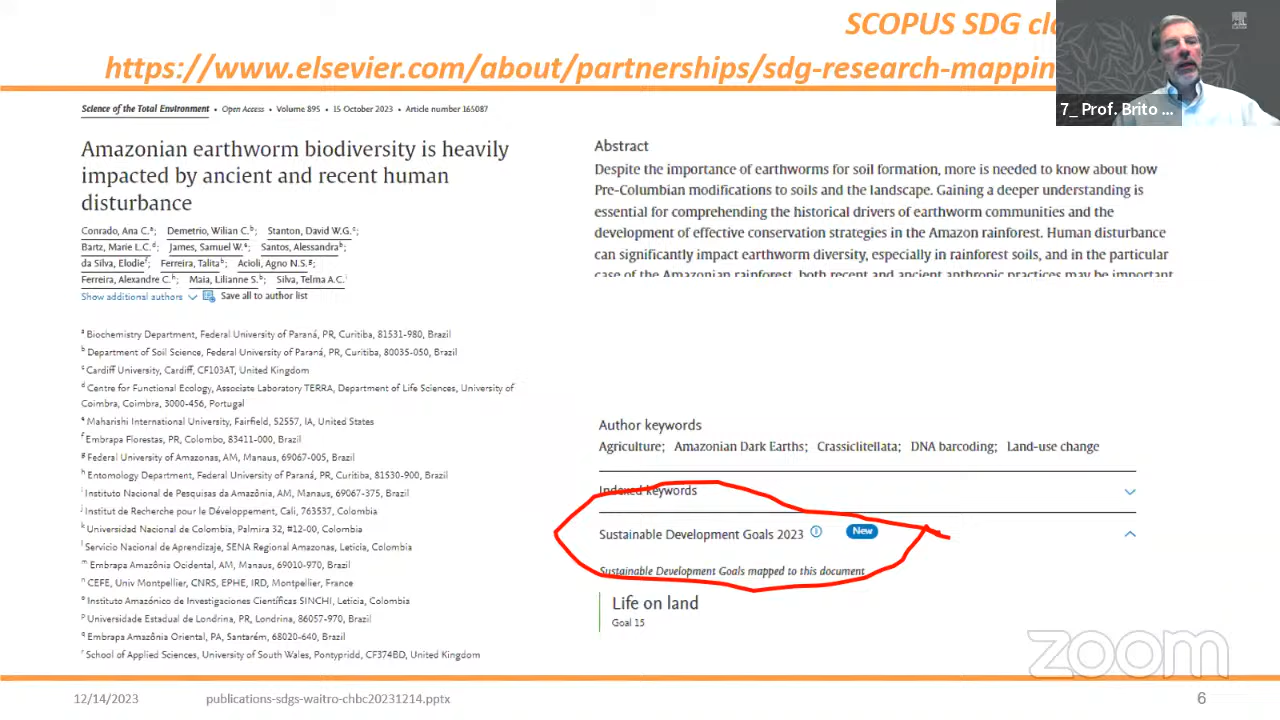 SCOPUS SDG
https://www.elsevier.com/about/partnerships/sdg-research-mappin
7_ Prof. Brito ...
Science of the Total Environment • Open Access • Volume 895 • 15 October 2023 • Article number 165087
Amazonian earthworm biodiversity is heavily
impacted by ancient and recent human
disturbance
Conrado, Ana C.a; Demetrio, Wilian C.b; Stanton, David W.G.c;
Bartz, Marie L.C.d; James, Samuel W.e; Santos, Alessandrab;
da Silva, Elodief; Ferreira, Talitab; Acioli, Agno N.S.g;
Ferreira, Alexandre C.h; Maia, Lilianne S.b; Silva, Telma A.C.i
Show additional authors Save all to author list
a Biochemistry Department, Federal University of Paraná, PR, Curitiba, 81531-980, Brazil
b Department of Soil Science, Federal University of Paraná, PR, Curitiba, 80035-050, Brazil
c Cardiff University, Cardiff, CF103AT, United Kingdom
d Centre for Functional Ecology, Associate Laboratory TERRA, Department of Life Sciences, University of
Coimbra, Coimbra, 3000-456, Portugal
e Maharishi International University, Fairfield, 52557, IA, United States
f Embrapa Florestas, PR, Colombo, 83411-000, Brazil
g Federal University of Amazonas, AM, Manaus, 69067-005, Brazil
h Entomology Department, Federal University of Paraná, PR, Curitiba, 81530-900, Brazil
i Instituto Nacional de Pesquisas da Amazônia, AM, Manaus, 69067-375, Brazil
j Institut de Recherche pour le Développement, Cali, 763537, Colombia
k Universidad Nacional de Colombia, Palmira 32, #12-00, Colombia
l Servicio Nacional de Aprendizaje, SENA Regional Amazonas, Leticia, Colombia
m Embrapa Amazônia Ocidental, AM, Manaus, 69010-970, Brazil
n CEFE, Univ Montpellier, CNRS, EPHE, IRD, Montpellier, France
o Instituto Amazónico de Investigaciones Científicas SINCHI, Leticia, Colombia
p Universidade Estadual de Londrina, PR, Londrina, 86057-970, Brazil
q Embrapa Amazônia Oriental, PA, Santarém, 68020-640, Brazil
r School of Applied Sciences, University of South Wales, Pontypridd, CF374BD, United Kingdom
Abstract
Despite the importance of earthworms for soil formation, more is needed to know about how
Pre-Columbian modifications to soils and the landscape. Gaining a deeper understanding is
essential for comprehending the historical drivers of earthworm communities and the
development of effective conservation strategies in the Amazon rainforest. Human disturbance
can significantly impact earthworm diversity, especially in rainforest soils, and in the particular
case of the Amazonian rainforest, both recent and ancient anthropic practices may be important
Author keywords
Agriculture; Amazonian Dark Earths; Crassiclitellata; DNA barcoding; Land-use change
Indexed keywords
Sustainable Development Goals 2023 New
Sustainable Development Goals mapped to this document
Life on land
Goal 15
zoom
12/14/2023 publications-sdgs-waitro-chbc20231214.pptx 6